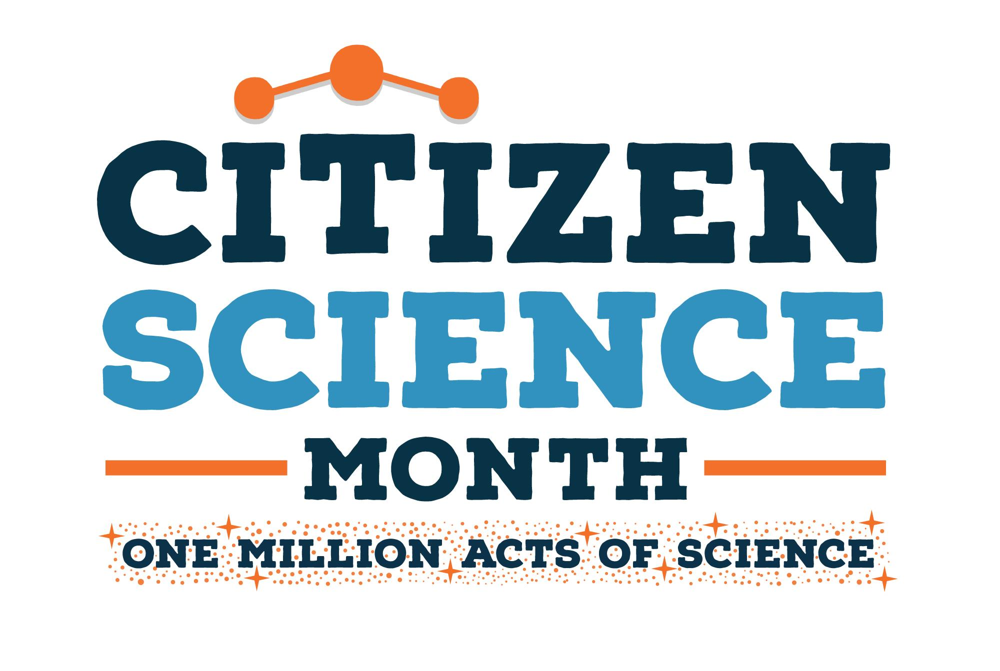 CITIZEN
SCIENCE
MONTH
ONE MILLION ACTS OF SCIENCE